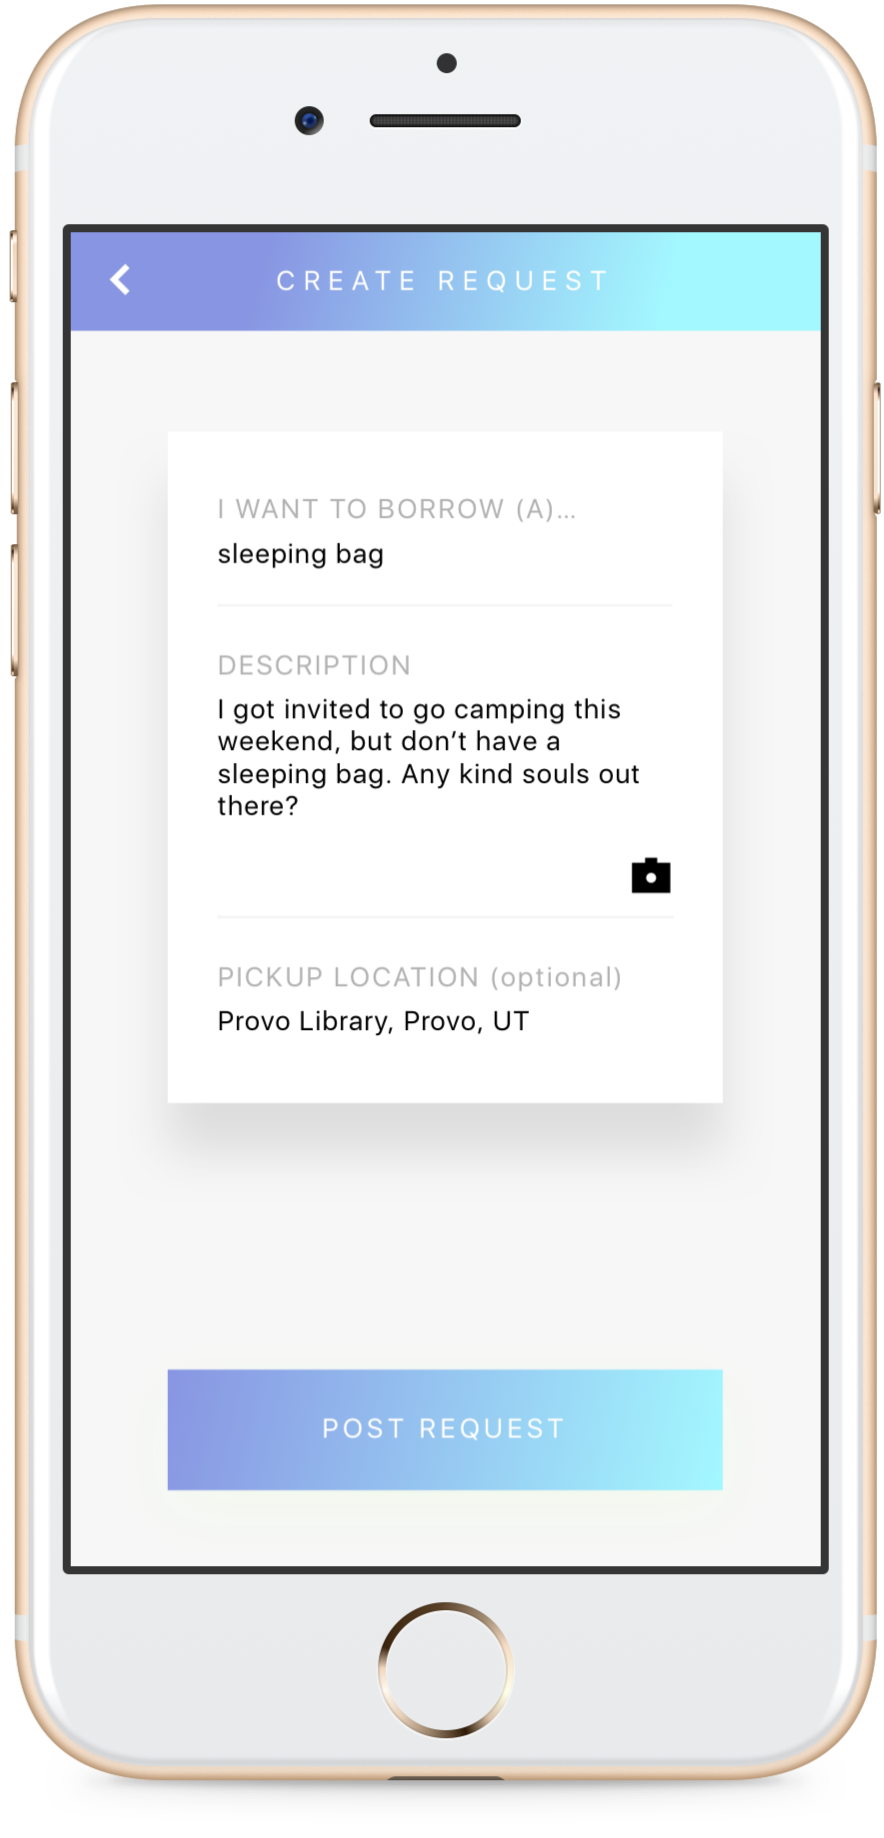 CREATE REQUEST
I WANT TO BORROW (A)...
sleeping bag
DESCRIPTION
I got invited to go camping this
weekend, but don’t have a
sleeping bag. Any kind souls out
there?
PICKUP LOCATION (optional)
Provo Library, Provo, UT
POST REQUEST